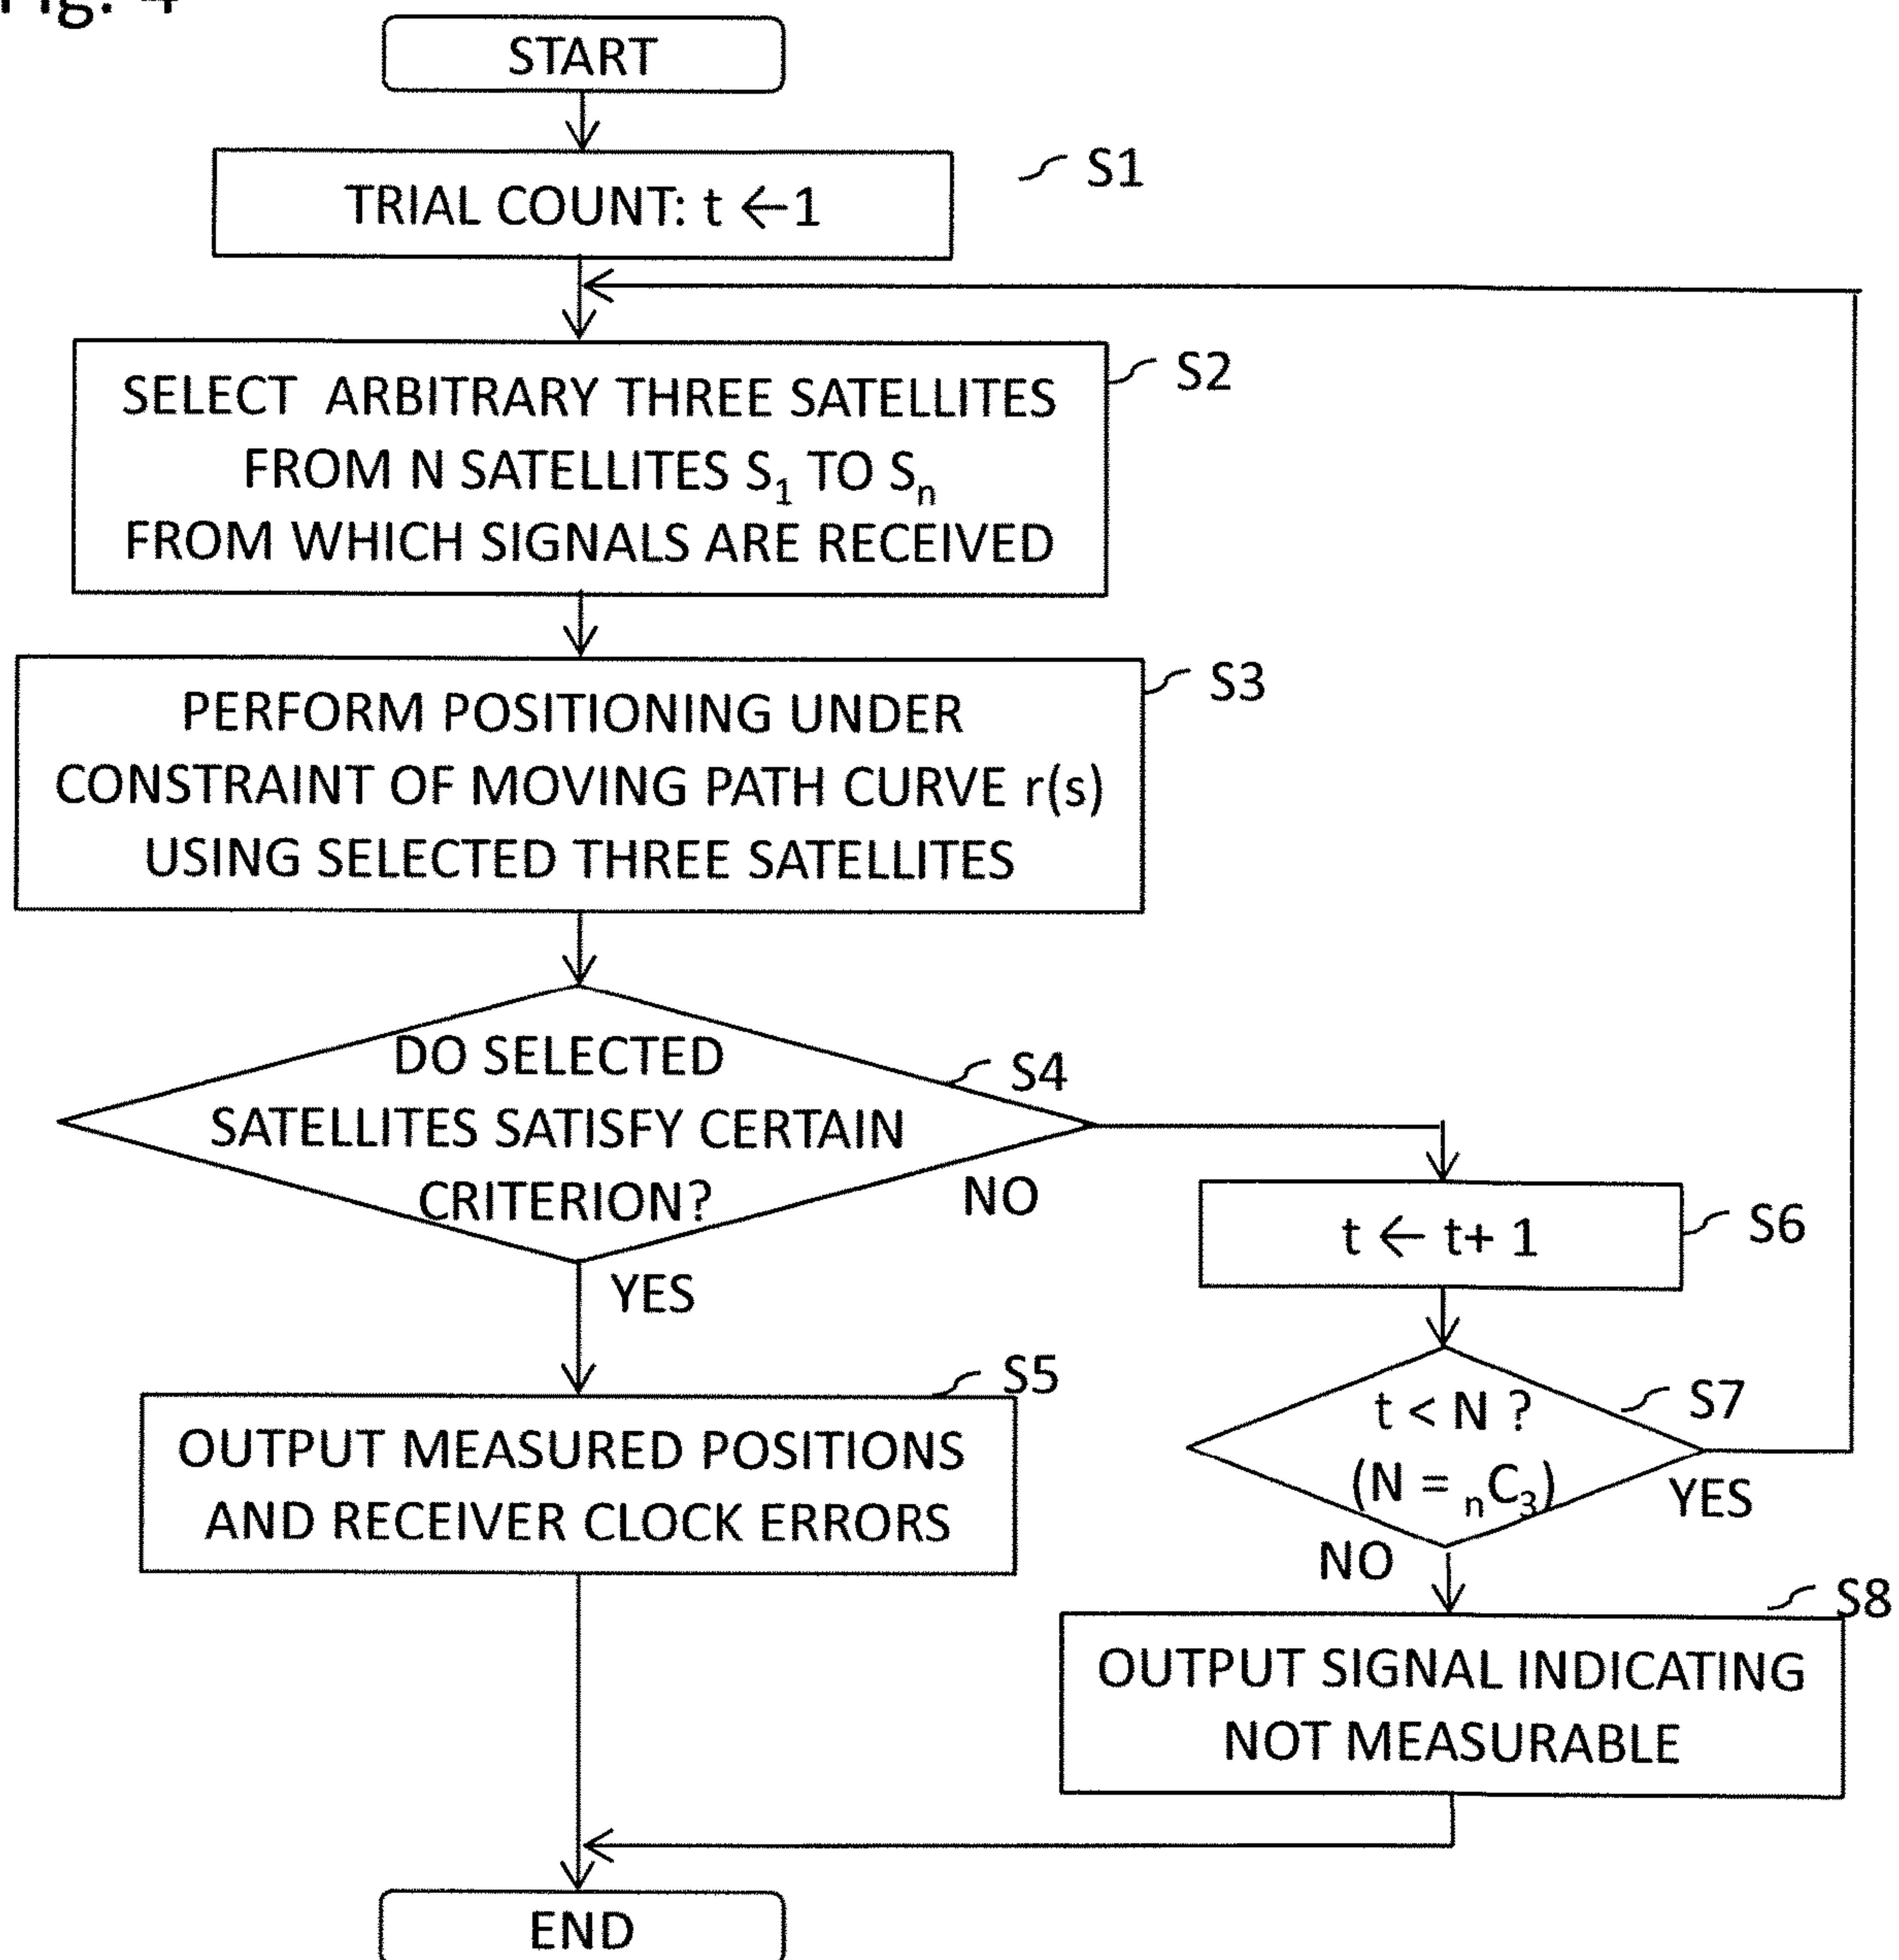 Fig. 4
START
TRIAL COUNT: t ←1
S1
SELECT ARBITRARY THREE SATELLITES
FROM N SATELLITES S₁ TO Sₙ
FROM WHICH SIGNALS ARE RECEIVED
S2
PERFORM POSITIONING UNDER
CONSTRAINT OF MOVING PATH CURVE r(s)
USING SELECTED THREE SATELLITES
S3
DO SELECTED
SATELLITES SATISFY CERTAIN
CRITERION?
S4
NO
YES
t ← t+ 1
S6
OUTPUT MEASURED POSITIONS
AND RECEIVER CLOCK ERRORS
S5
t < N ?
(N = ₙC₃)
S7
YES
NO
OUTPUT SIGNAL INDICATING
NOT MEASURABLE
S8
END